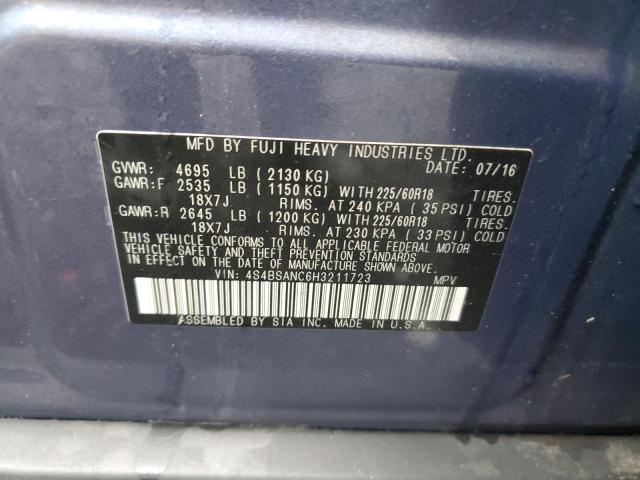 MFD BY FUJI HEAVY INDUSTRIES LTD.
GVWR: 4695 LB (2130 KG) DATE: 07/16
GAWR:F 2535 LB (1150 KG) WITH 225/60R18 TIRES.
18X7J RIMS. AT 240 KPA (35 PSI) COLD
GAWR:R 2645 LB (1200 KG) WITH 225/60R18 TIRES.
18X7J RIMS. AT 230 KPA (33 PSI) COLD
THIS VEHICLE CONFORMS TO ALL APPLICABLE FEDERAL MOTOR
VEHICLE SAFETY AND THEFT PREVENTION STANDARDS
IN EFFECT ON THE DATE OF MANUFACTURE SHOWN ABOVE.
VIN: 4S4BSANC6H3211723 MPV
ASSEMBLED BY SIA INC. MADE IN U.S.A.